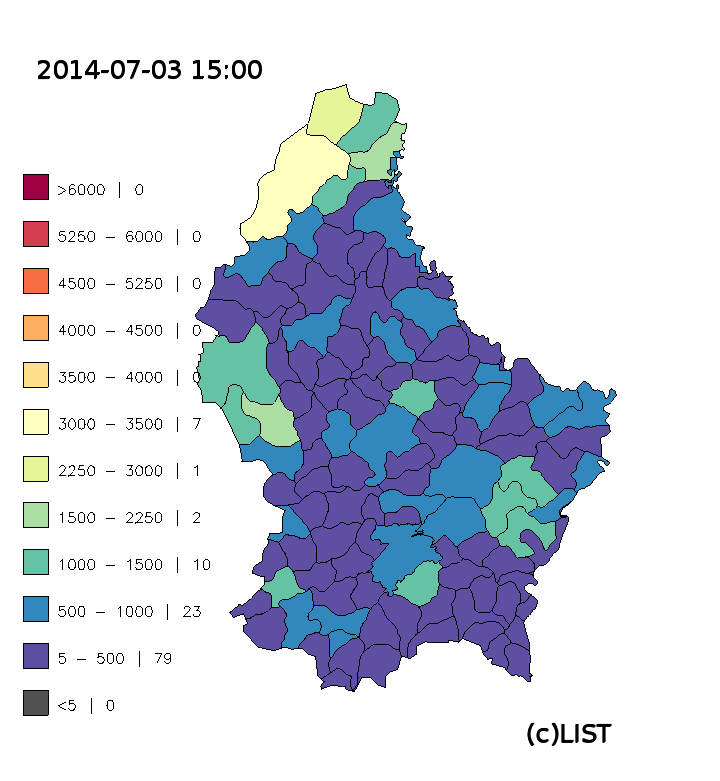 2014-07-03 15:00
>6000 | 0
5250 – 6000 | 0
4500 – 5250 | 0
4000 – 4500 | 0
3500 – 4000 | 0
3000 – 3500 | 7
2250 – 3000 | 1
1500 – 2250 | 2
1000 – 1500 | 10
500 – 1000 | 23
5 – 500 | 79
<5 | 0
(c)LIST